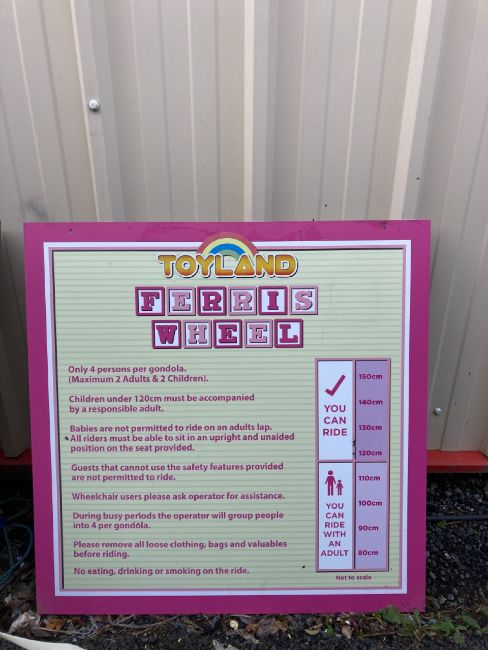 TOYLAND
FERRIS
WHEEL
Only 4 persons per gondola.
(Maximum 2 Adults & 2 Children).
Children under 120cm must be accompanied
by a responsible adult.
Babies are not permitted to ride on an adults lap.
All riders must be able to sit in an upright and unaided
position on the seat provided.
Guests that cannot use the safety features provided
are not permitted to ride.
Wheelchair users please ask operator for assistance.
During busy periods the operator will group people
into 4 per gondola.
Please remove all loose clothing, bags and valuables
before riding.
No eating, drinking or smoking on the ride.
YOU
CAN
RIDE
150cm
140cm
130cm
120cm
YOU
CAN
RIDE
WITH
AN
ADULT
110cm
100cm
90cm
80cm
Not to scale